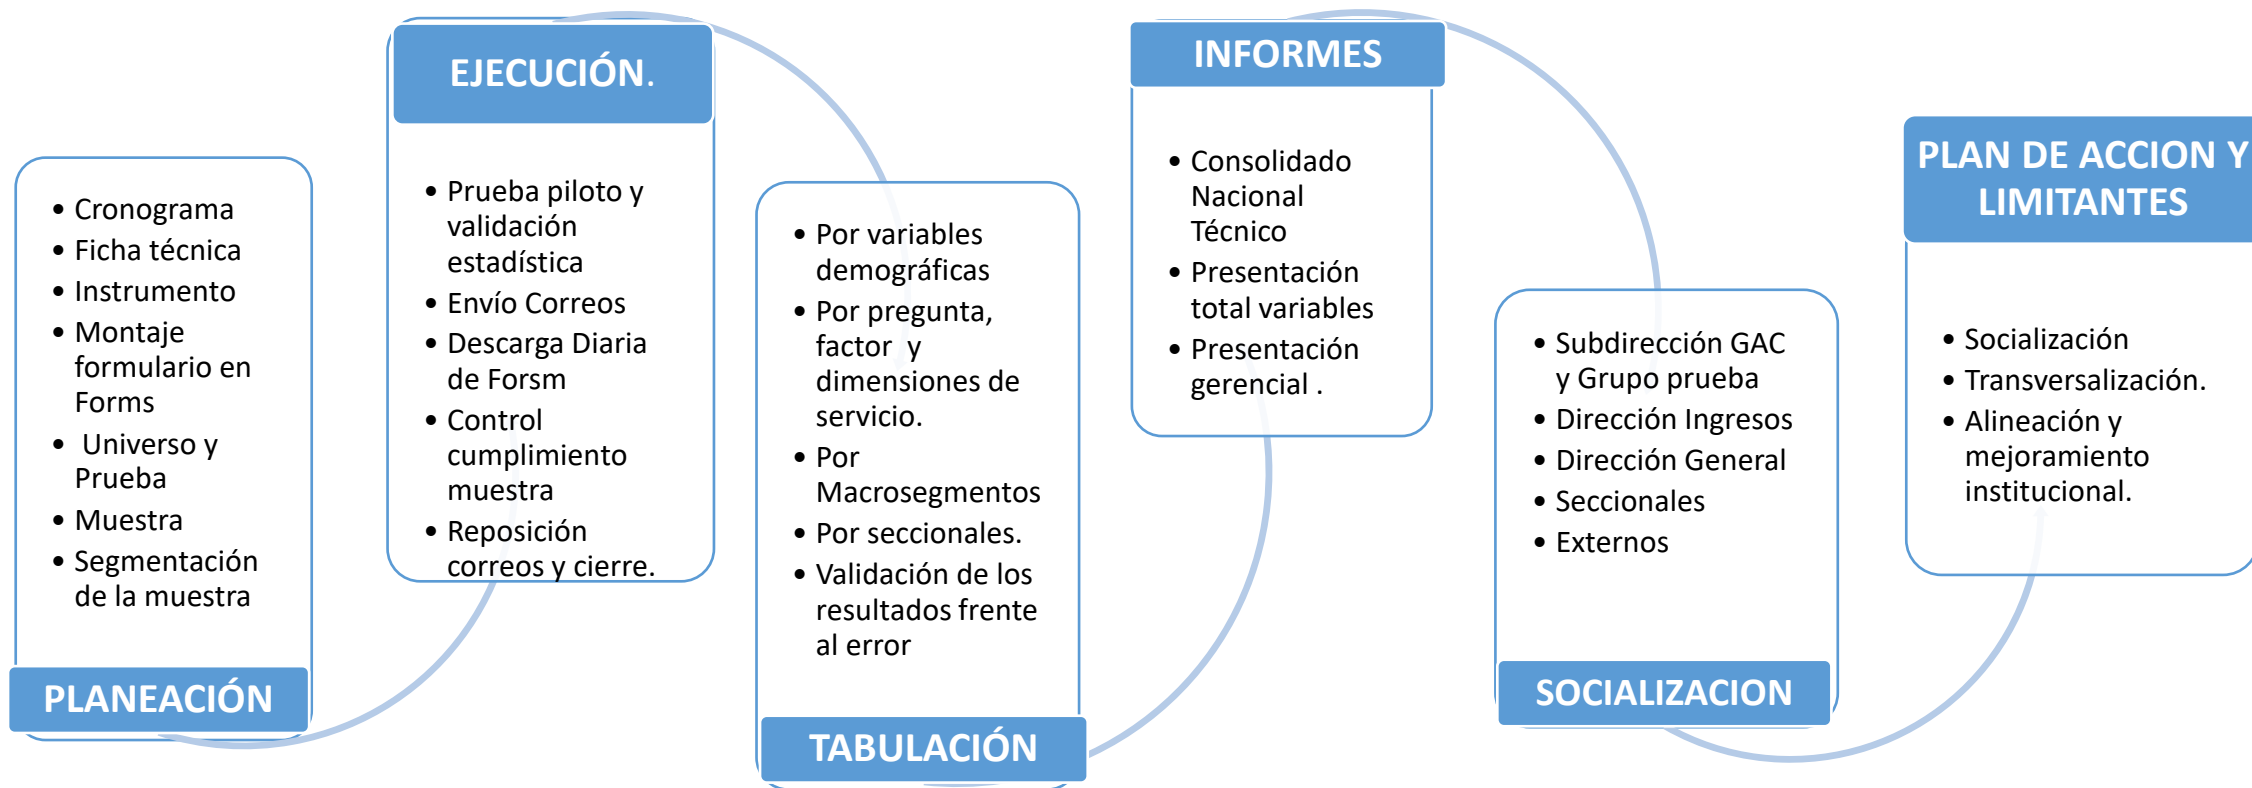 • Cronograma
• Ficha técnica
• Instrumento
• Montaje
formulario en
Forms
• Universo y
Prueba
• Muestra
• Segmentación
de la muestra
PLANEACIÓN
EJECUCIÓN.
• Prueba piloto y
validación
estadística
• Envío Correos
• Descarga Diaria
de Forsm
• Control
cumplimiento
muestra
• Reposición
correos y cierre.
• Por variables
demográficas
• Por pregunta,
factor y
dimensiones de
servicio.
• Por
Macrosegmentos
• Por seccionales.
• Validación de los
resultados frente
al error
TABULACIÓN
INFORMES
• Consolidado
Nacional
Técnico
• Presentación
total variables
• Presentación
gerencial .
• Subdirección GAC
y Grupo prueba
• Dirección Ingresos
• Dirección General
• Seccionales
• Externos
SOCIALIZACION
PLAN DE ACCION Y
LIMITANTES
• Socialización
• Transversalización.
• Alineación y
mejoramiento
institucional.